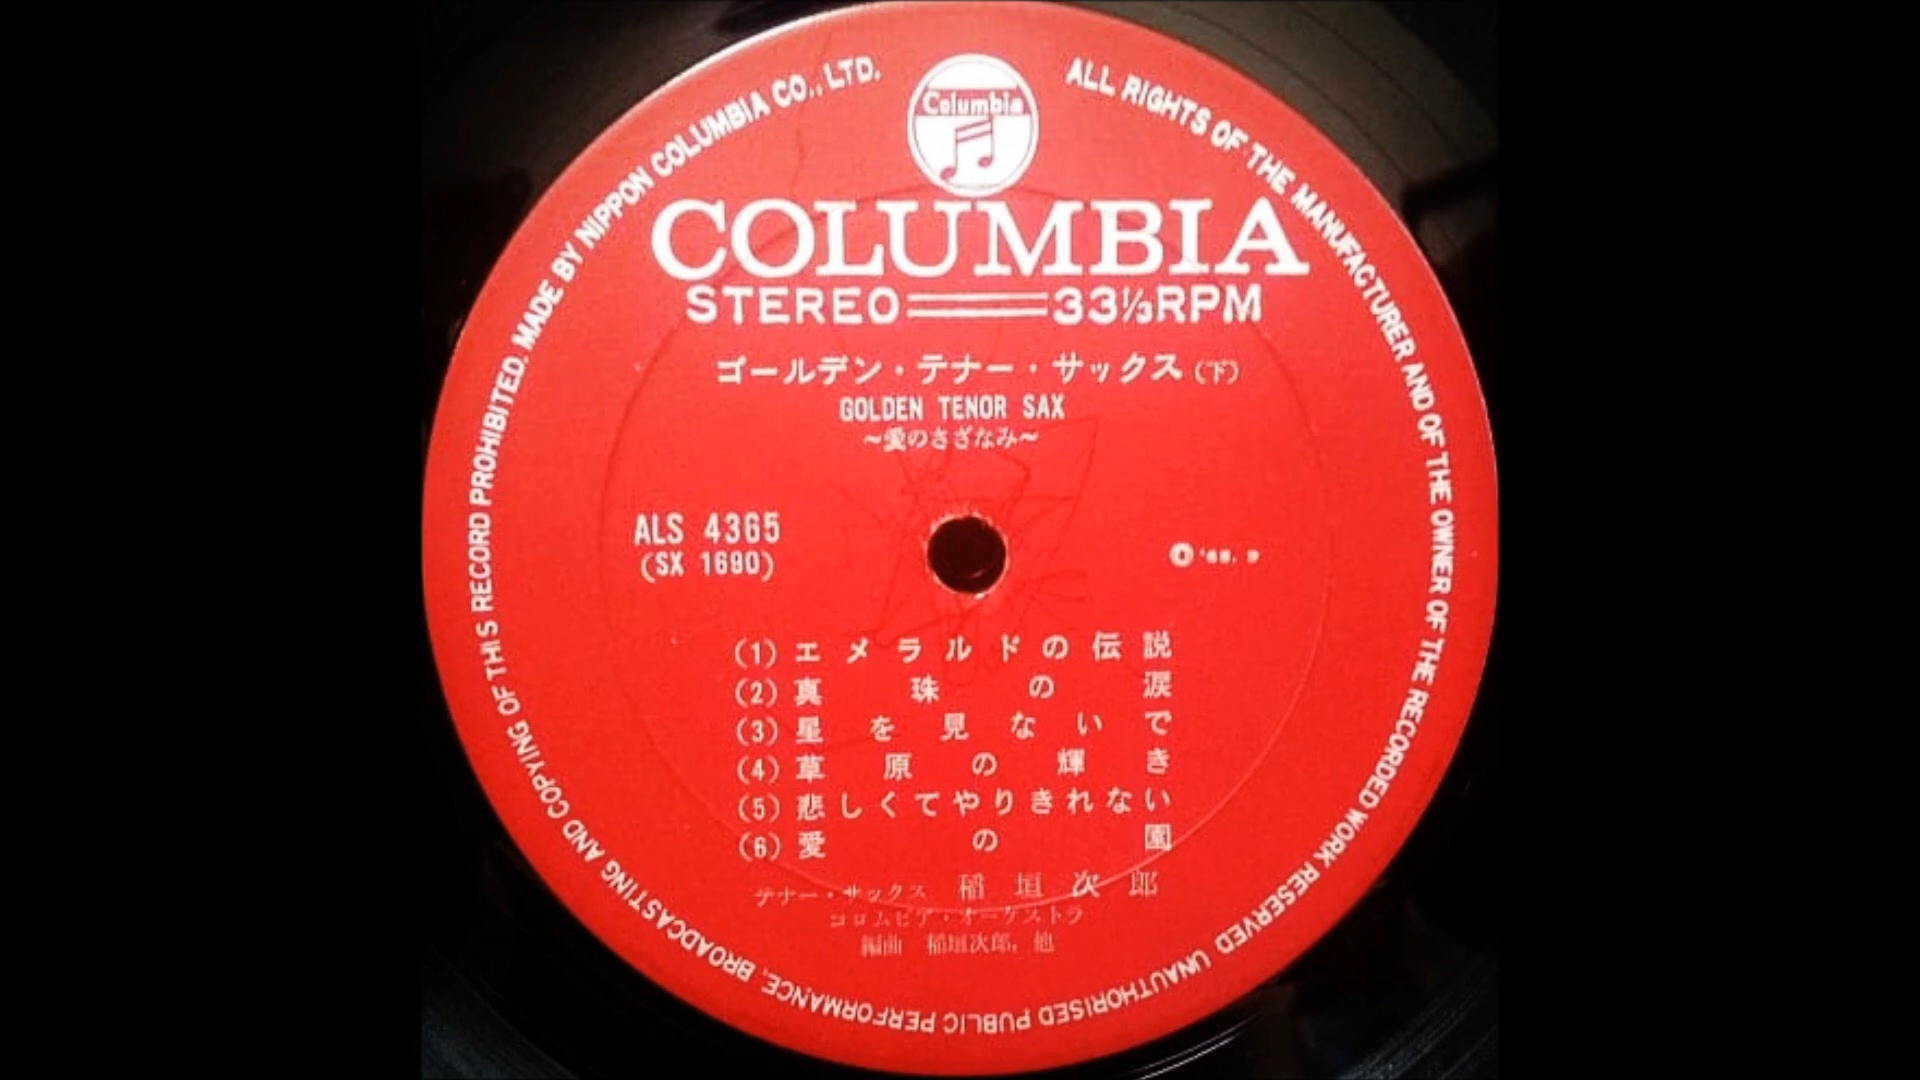 MADE BY NIPPON COLUMBIA CO., LTD.
ALL RIGHTS OF THE MANUFACTURER AND OF THE OWNER OF THE RECORDED WORK RESERVED UNAUTHORISED PUBLIC PERFORMANCE, BROADCASTING AND COPYING OF THIS RECORD PROHIBITED.
Columbia
COLUMBIA
STEREO 33⅓RPM
ゴールデン・テナー・サックス(下)
GOLDEN TENOR SAX
~愛のさざなみ~
ALS 4365
(SX 1690)
(1) エメラルドの伝説
(2) 真珠の涙
(3) 星を見ないで
(4) 草原の輝き
(5) 悲しくてやりきれない
(6) 愛の園
テナー・サックス 稲垣次郎
コロムビア・オーケストラ
編曲 稲垣次郎, 他